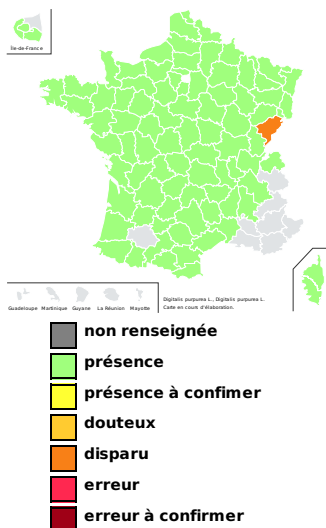 Île-de-France
Guadeloupe Martinique Guyane La Réunion Mayotte
Digitalis purpurea L., Digitalis purpurea L.
Carte en cours d'élaboration.
non renseignée
présence
présence à confimer
douteux
disparu
erreur
erreur à confirmer